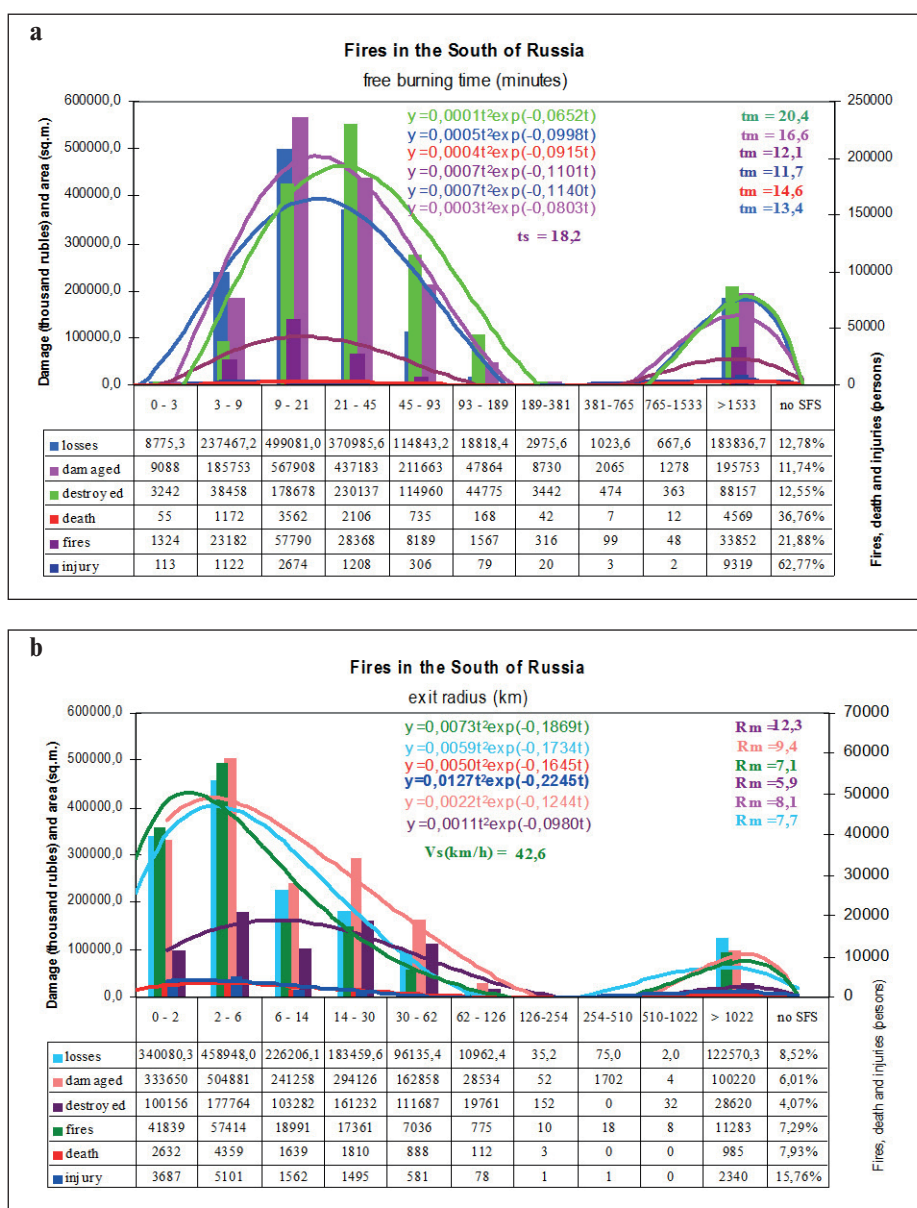 a
Fires in the South of Russia
free burning time (minutes)
600000,0
500000,0
400000,0
300000,0
200000,0
100000,0
0,0
Damage (thousand rubles) and area (sq.m.)
y=0,0001t²exp(-0,0652t)
y=0,0005t²exp(-0,0998t)
y=0,0004t²exp(-0,0915t)
y=0,0007t²exp(-0,1101t)
y=0,0007t²exp(-0,1140t)
y=0,0003t²exp(-0,0803t)
ts = 18,2
tm = 20,4
tm = 16,6
tm =12,1
tm =11,7
tm =14,6
tm =13,4
250000
200000
150000
100000
50000
0
Fires, death and injuries (persons)
0 - 3 3 - 9 9 - 21 21 - 45 45 - 93 93 - 189 189-381 381-765 765-1533 >1533 no SFS
losses 8775,3 237467,2 499081,0 370985,6 114843,2 18818,4 2975,6 1023,6 667,6 183836,7 12,78%
damaged 9088 185753 567908 437183 211663 47864 8730 2065 1278 195753 11,74%
destroyed 3242 38458 178678 230137 114960 44775 3442 474 363 88157 12,55%
death 55 1172 3562 2106 735 168 42 7 12 4569 36,76%
fires 1324 23182 57790 28368 8189 1567 316 99 48 33852 21,88%
injury 113 1122 2674 1208 306 79 20 3 2 9319 62,77%
b
Fires in the South of Russia
exit radius (km)
600000,0
500000,0
400000,0
300000,0
200000,0
100000,0
0,0
Damage (thousand rubles) and area (sq.m.)
y=0,0073t²exp(-0,1869t)
y=0,0059t²exp(-0,1734t)
y=0,0050t²exp(-0,1645t)
y=0,0127t²exp(-0,2245t)
y=0,0022t²exp(-0,1244t)
y=0,0011t²exp(-0,0980t)
Vs(km/h) = 42,6
Rm =12,3
Rm =9,4
Rm =7,1
Rm =5,9
Rm =8,1
Rm =7,7
70000
60000
50000
40000
30000
20000
10000
0
Fires, death and injuries (persons)
0 - 2 2 - 6 6 - 14 14 - 30 30 - 62 62 - 126 126-254 254-510 510-1022 > 1022 no SFS
losses 340080,3 458948,0 226206,1 183459,6 96135,4 10962,4 35,2 75,0 2,0 122570,3 8,52%
damaged 333650 504881 241258 294126 162858 28534 52 1702 4 100220 6,01%
destroyed 100156 177764 103282 161232 111687 19761 152 0 32 28620 4,07%
fires 41839 57414 18991 17361 7036 775 10 18 8 11283 7,29%
death 2632 4359 1639 1810 888 112 3 0 0 985 7,93%
injury 3687 5101 1562 1495 581 78 1 1 0 2340 15,76%